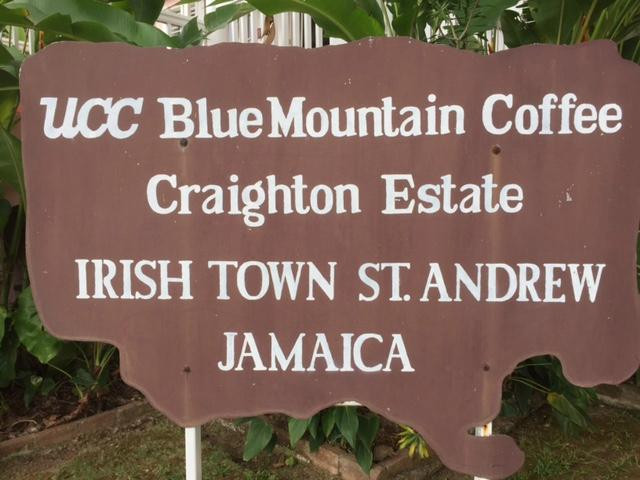 UCC Blue Mountain Coffee
Craighton Estate
IRISH TOWN ST. ANDREW
JAMAICA